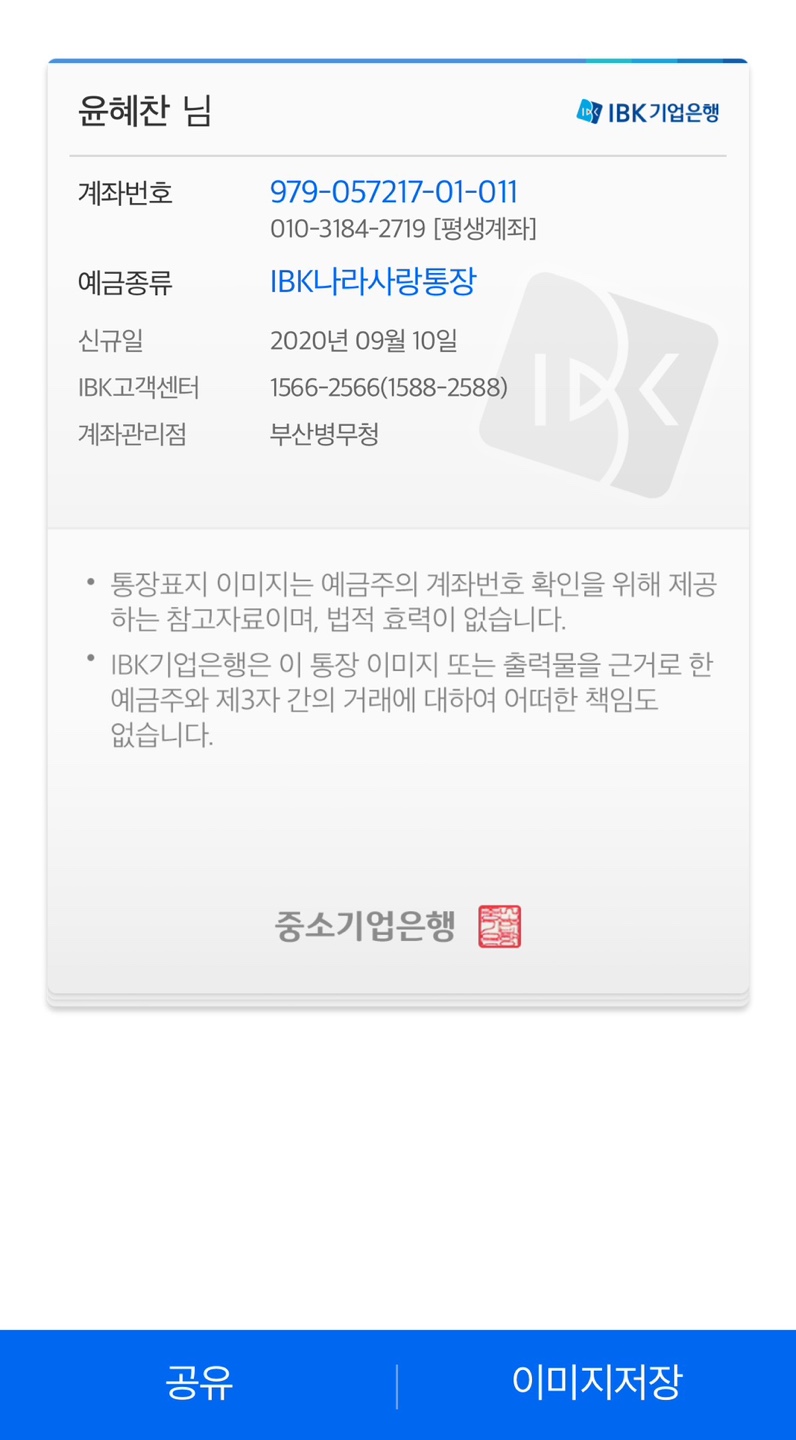 윤혜찬 님
IBK기업은행
계좌번호 979-057217-01-011
010-3184-2719 [평생계좌]
예금종류 IBK나라사랑통장
신규일 2020년 09월 10일
IBK고객센터 1566-2566(1588-2588)
계좌관리점 부산병무청
IBK
• 통장표지 이미지는 예금주의 계좌번호 확인을 위해 제공
하는 참고자료이며, 법적 효력이 없습니다.
• IBK기업은행은 이 통장 이미지 또는 출력물을 근거로 한
예금주와 제3자 간의 거래에 대하여 어떠한 책임도
없습니다.
중소기업은행
공유 이미지저장